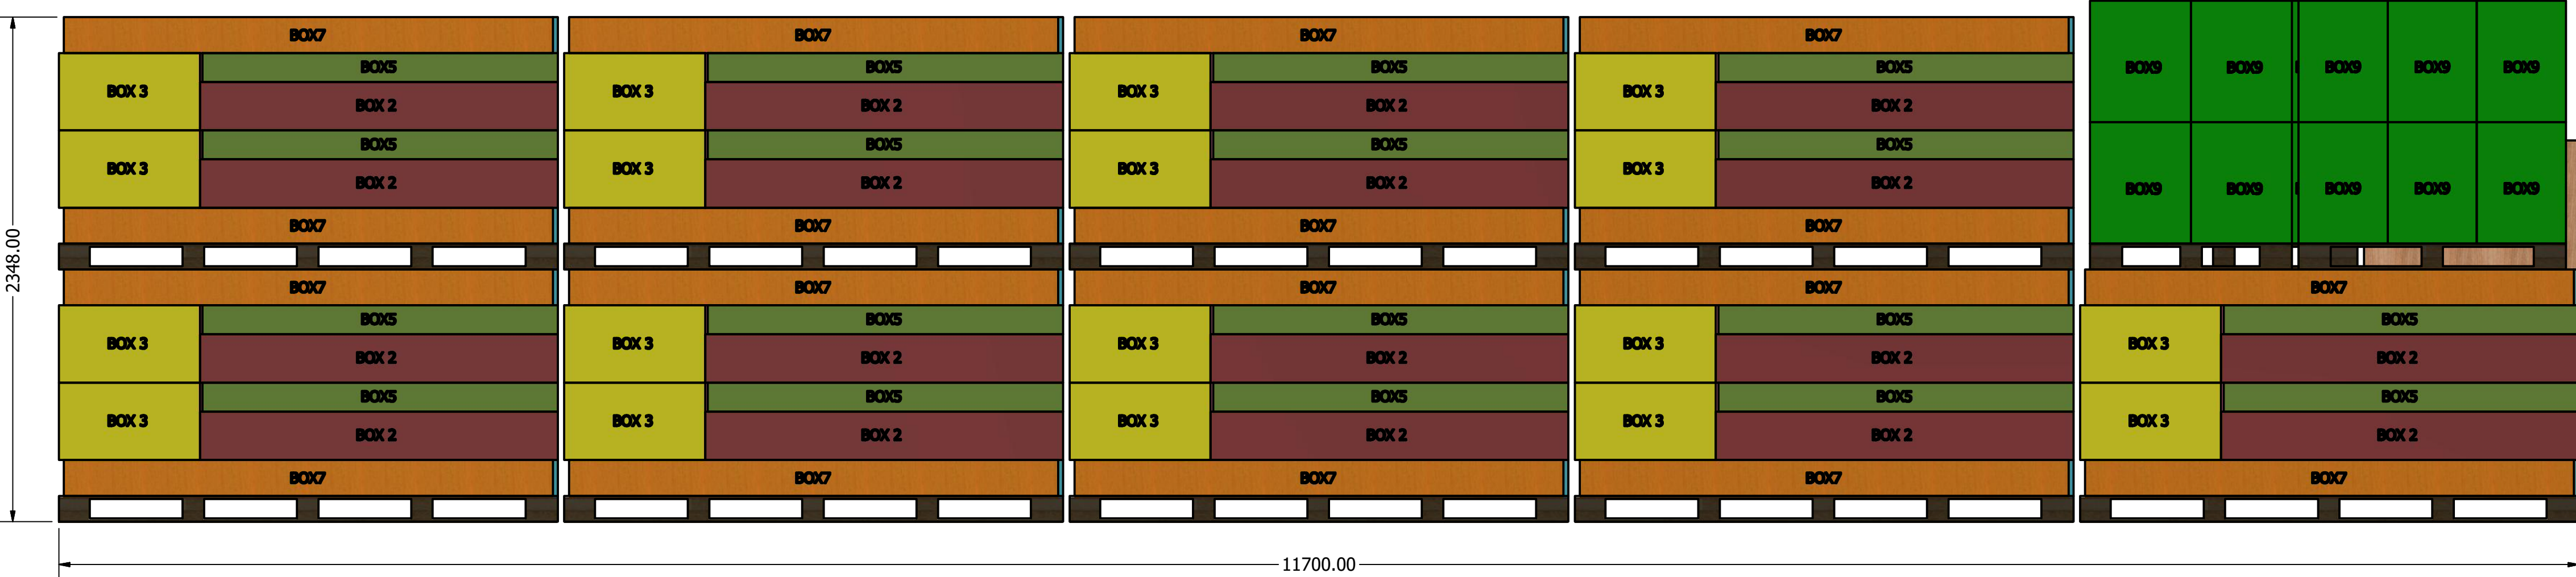 BOX7 BOX7 BOX7 BOX7
BOX5 BOX5 BOX5 BOX5 BOX9 BOX9 BOX9 BOX9 BOX9
BOX 3 BOX 3 BOX 3 BOX 3
BOX 2 BOX 2 BOX 2 BOX 2
BOX5 BOX5 BOX5 BOX5
BOX 3 BOX 3 BOX 3 BOX 3
BOX 2 BOX 2 BOX 2 BOX 2 BOX9 BOX9 BOX9 BOX9 BOX9
BOX7 BOX7 BOX7 BOX7
2348.00
BOX7 BOX7 BOX7 BOX7 BOX7
BOX5 BOX5 BOX5 BOX5 BOX5
BOX 3 BOX 3 BOX 3 BOX 3 BOX 3
BOX 2 BOX 2 BOX 2 BOX 2 BOX 2
BOX5 BOX5 BOX5 BOX5 BOX5
BOX 3 BOX 3 BOX 3 BOX 3 BOX 3
BOX 2 BOX 2 BOX 2 BOX 2 BOX 2
BOX7 BOX7 BOX7 BOX7 BOX7
11700.00